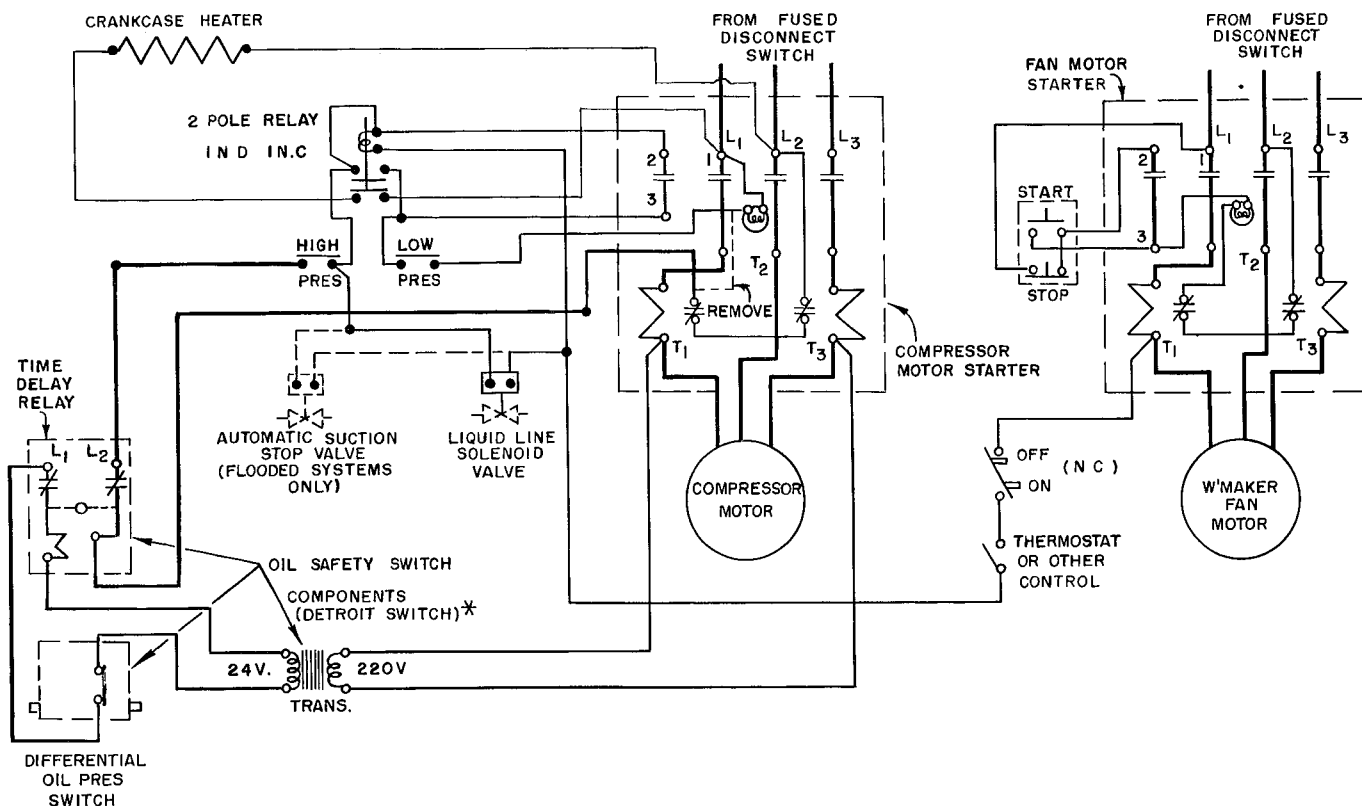 CRANKCASE HEATER
2 POLE RELAY
I N D I N.C
HIGH
PRES
LOW
PRES
FROM FUSED
DISCONNECT
SWITCH
L1
L2
L3
2
1
3
T2
REMOVE
T1
T3
COMPRESSOR
MOTOR STARTER
COMPRESSOR
MOTOR
FROM FUSED
DISCONNECT
SWITCH
FAN MOTOR
STARTER
L1
L2
L3
2
1
3
START
STOP
T2
T1
T3
W'MAKER
FAN
MOTOR
OFF
(NC)
ON
THERMOSTAT
OR OTHER
CONTROL
TIME
DELAY
RELAY
L1
L2
AUTOMATIC SUCTION
STOP VALVE
(FLOODED SYSTEMS
ONLY)
LIQUID LINE
SOLENOID
VALVE
OIL SAFETY SWITCH
COMPONENTS
(DETROIT SWITCH)*
24V.
220V
TRANS.
DIFFERENTIAL
OIL PRES
SWITCH